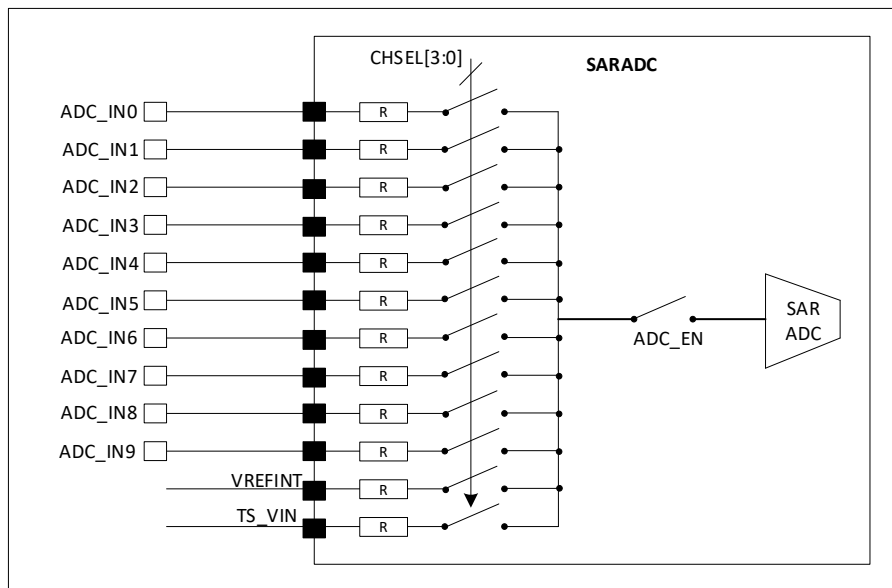 CHSEL[3:0]
SARADC
ADC_IN0
R
ADC_IN1
R
ADC_IN2
R
ADC_IN3
R
ADC_IN4
R
ADC_IN5
R
SAR
ADC
ADC_IN6
R
ADC_EN
ADC_IN7
R
ADC_IN8
R
ADC_IN9
R
VREFINT
R
TS_VIN
R